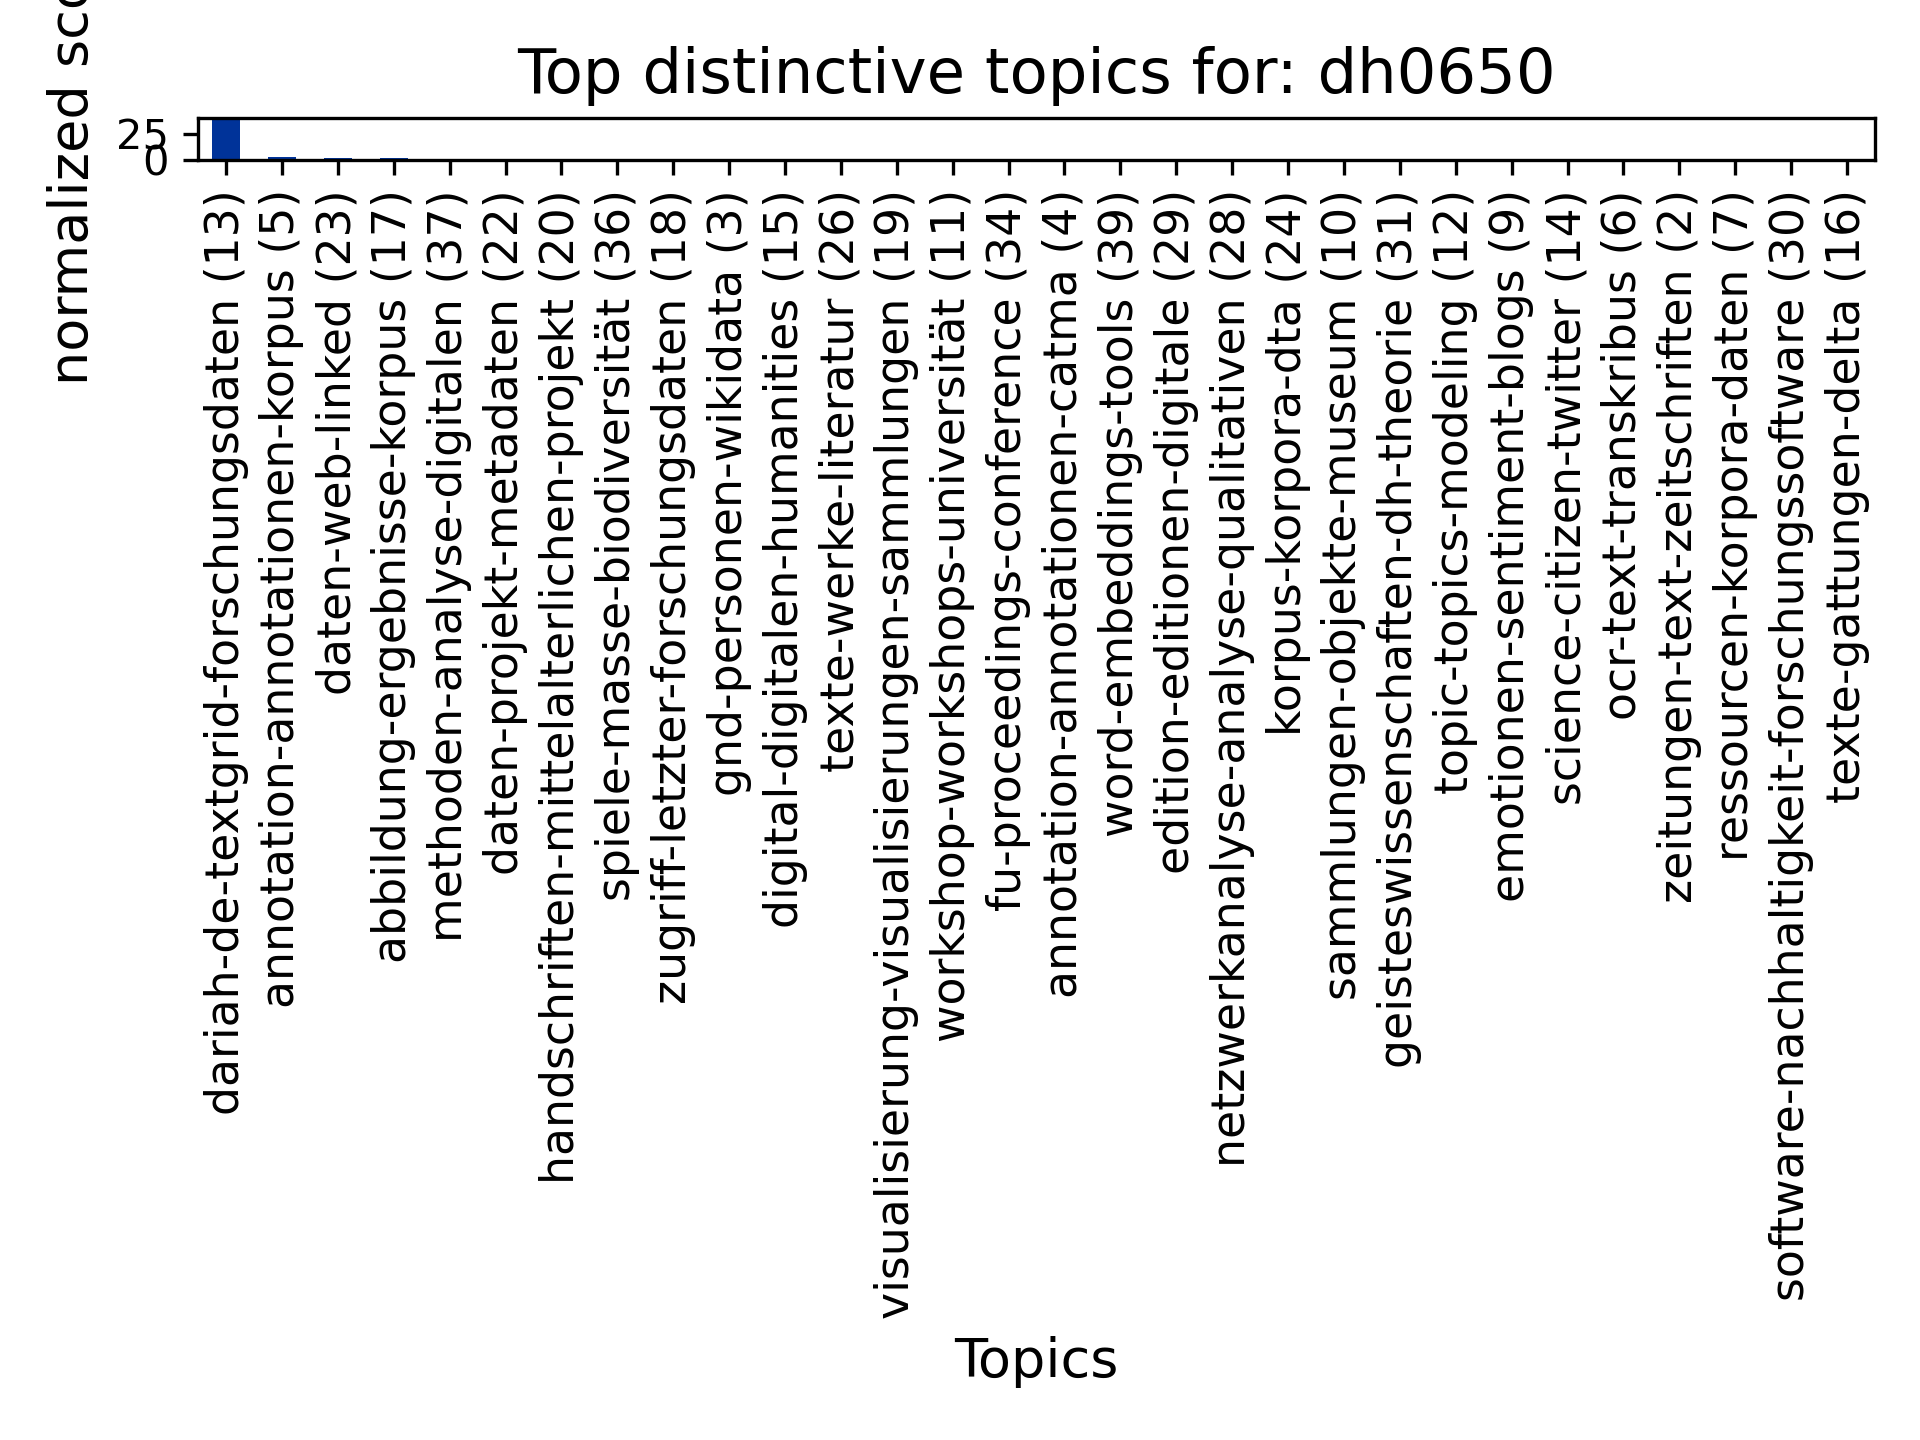 Top distinctive topics for: dh0650
normalized
25
0
dariah-de-textgrid-forschungsdaten (13)
annotation-annotationen-korpus (5)
daten-web-linked (23)
abbildung-ergebnisse-korpus (17)
methoden-analyse-digitalen (37)
daten-projekt-metadaten (22)
handschriften-mittelalterlichen-projekt (20)
spiele-masse-biodiversität (36)
zugriff-letzter-forschungsdaten (18)
gnd-personen-wikidata (3)
digital-digitalen-humanities (15)
texte-werke-literatur (26)
visualisierung-visualisierungen-sammlungen (19)
workshop-workshops-universität (11)
fu-proceedings-conference (34)
annotation-annotationen-catma (4)
word-embeddings-tools (39)
edition-editionen-digitale (29)
netzwerkanalyse-analyse-qualitativen (28)
korpus-korpora-dta (24)
sammlungen-objekte-museum (10)
geisteswissenschaften-dh-theorie (31)
topic-topics-modeling (12)
emotionen-sentiment-blogs (9)
science-citizen-twitter (14)
ocr-text-transkribus (6)
zeitungen-text-zeitschriften (2)
ressourcen-korpora-daten (7)
software-nachhaltigkeit-forschungssoftware (30)
texte-gattungen-delta (16)
Topics